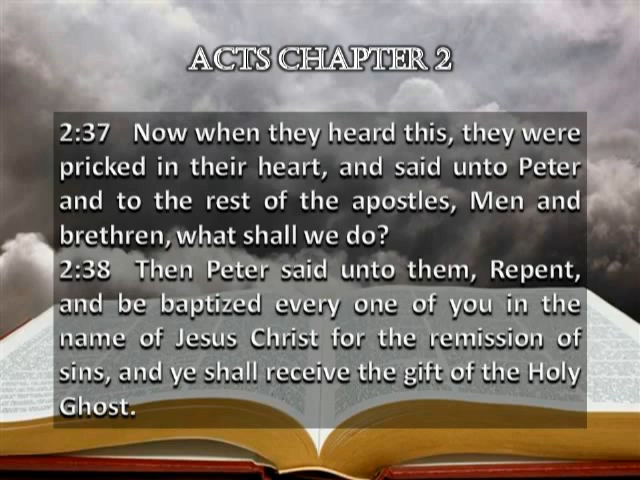 ACTS CHAPTER 2
2:37 Now when they heard this, they were
pricked in their heart, and said unto Peter
and to the rest of the apostles, Men and
brethren, what shall we do?
2:38 Then Peter said unto them, Repent,
and be baptized every one of you in the
name of Jesus Christ for the remission of
sins, and ye shall receive the gift of the Holy
Ghost.